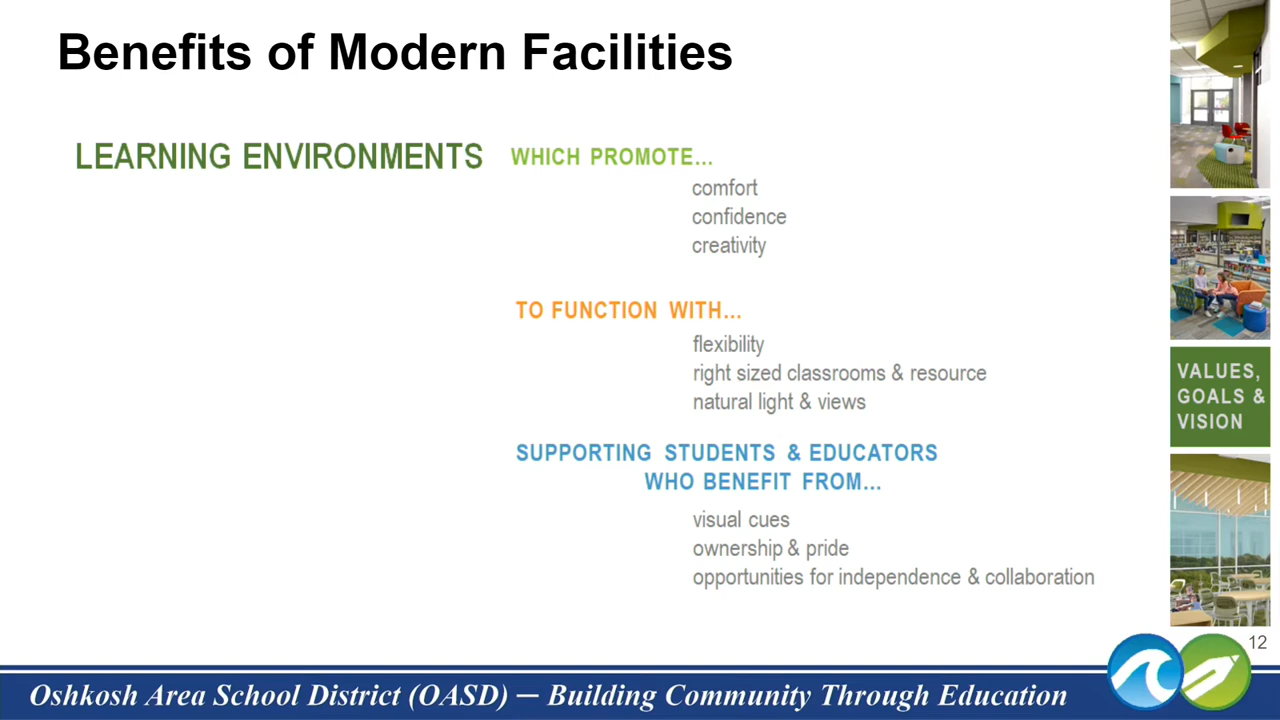 Benefits of Modern Facilities
LEARNING ENVIRONMENTS WHICH PROMOTE...
comfort
confidence
creativity
TO FUNCTION WITH...
flexibility
right sized classrooms & resource
natural light & views
SUPPORTING STUDENTS & EDUCATORS
WHO BENEFIT FROM...
visual cues
ownership & pride
opportunities for independence & collaboration
VALUES,
GOALS &
VISION
12
Oshkosh Area School District (OASD) — Building Community Through Education